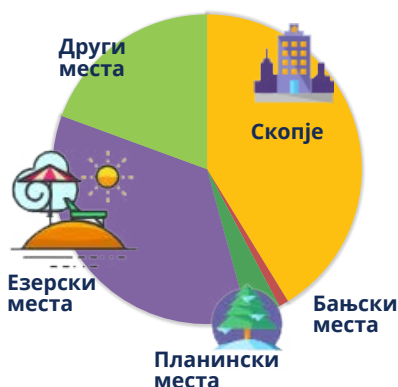 Други
места
Скопје
Езерски
места
Бањски
места
Планински
места